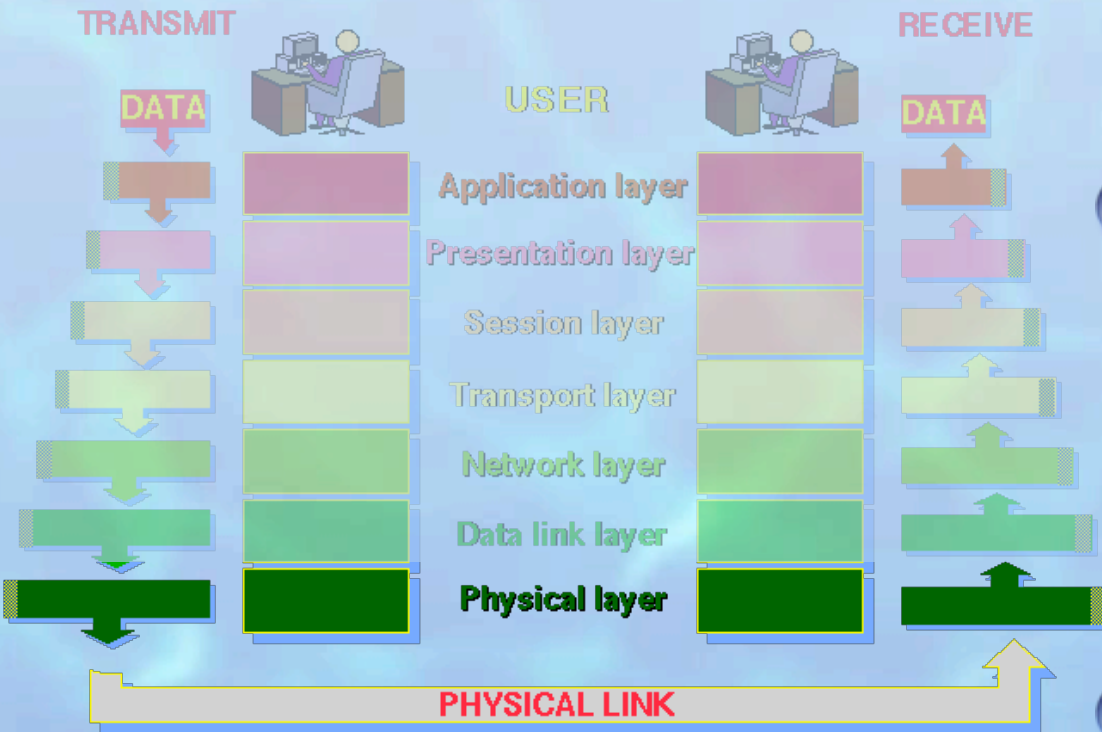 TRANSMIT
RECEIVE
DATA
USER
DATA
Application layer
Presentation layer
Session layer
Transport layer
Network layer
Data link layer
Physical layer
PHYSICAL LINK